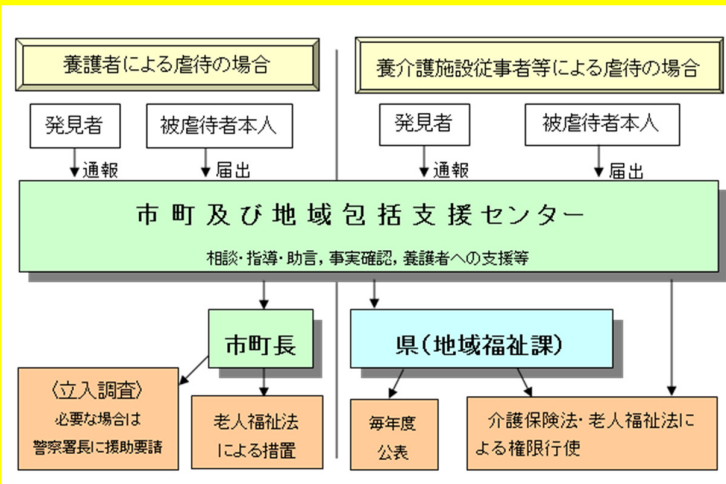 養護者による虐待の場合
養介護施設従事者等による虐待の場合
発見者
被虐待者本人
発見者
被虐待者本人
通報
届出
通報
届出
市町及び地域包括支援センター
相談・指導・助言，事実確認，養護者への支援等
市町長
県（地域福祉課）
〈立入調査〉
必要な場合は
警察署長に援助要請
老人福祉法
による措置
毎年度
公表
介護保険法・老人福祉法に
よる権限行使